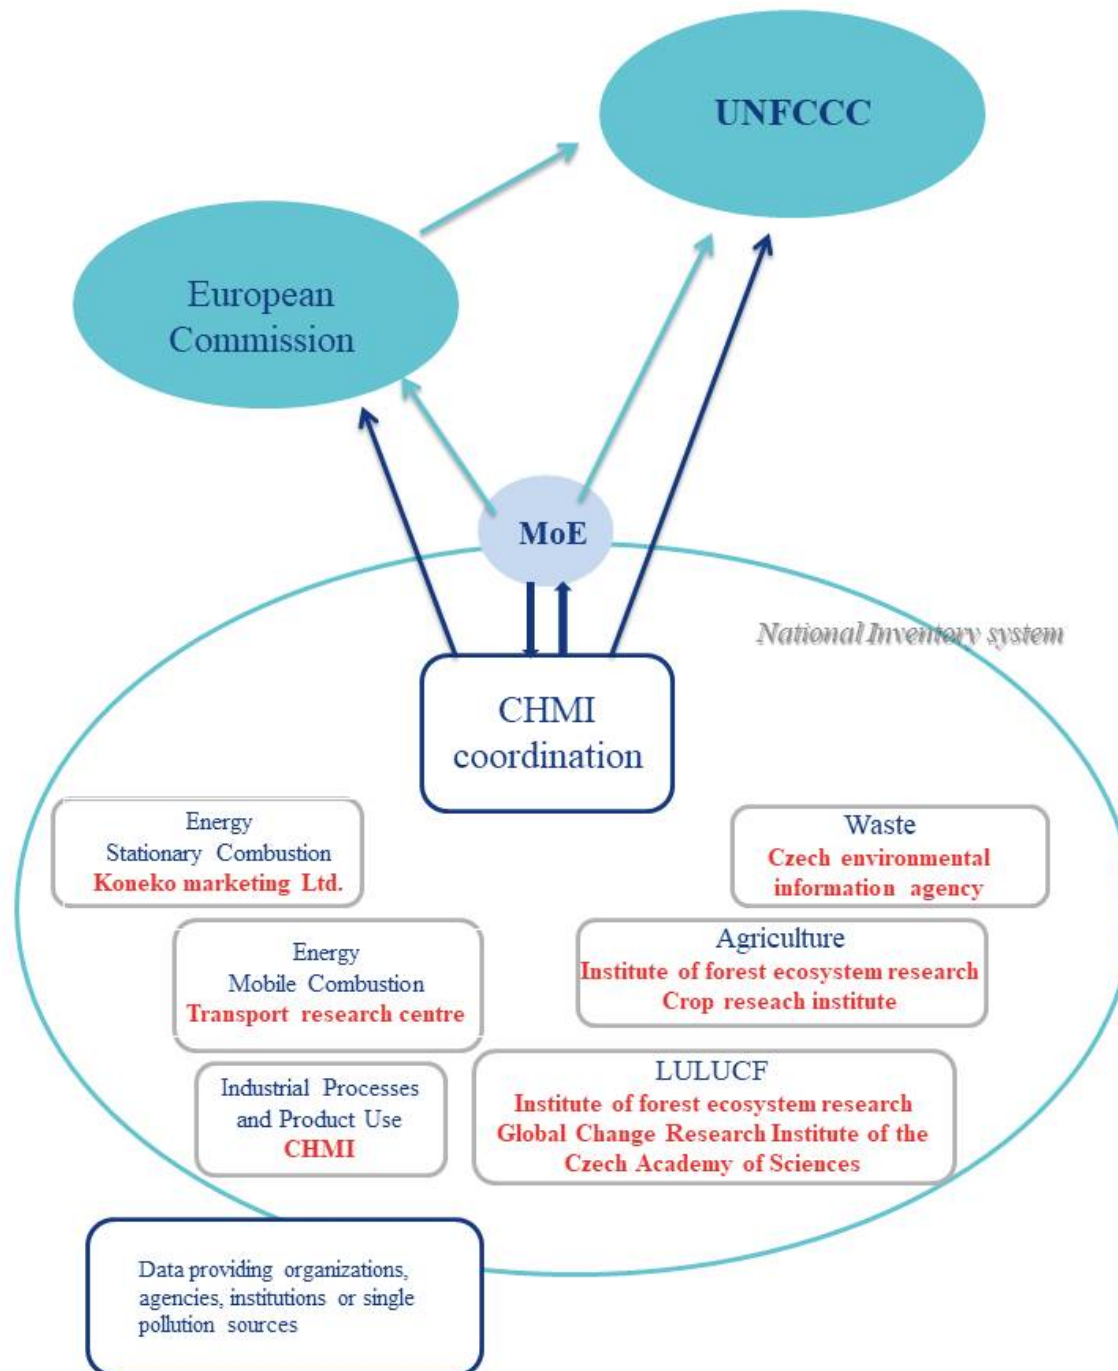 UNFCCC
European
Commission
MoE
National Inventory system
CHMI
coordination
Energy
Stationary Combustion
Koneko marketing Ltd.
Waste
Czech environmental
information agency
Energy
Mobile Combustion
Transport research centre
Agriculture
Institute of forest ecosystem research
Crop reseach institute
Industrial Processes
and Product Use
CHMI
LULUCF
Institute of forest ecosystem research
Global Change Research Institute of the
Czech Academy of Sciences
Data providing organizations,
agencies, institutions or single
pollution sources